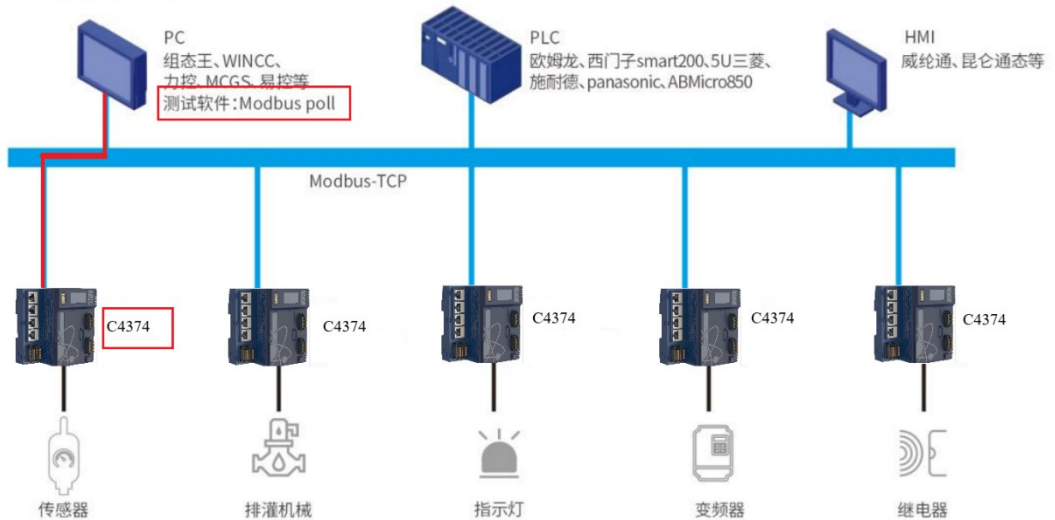 PC
组态王、WINCC、
力控、MCGS、易控等
测试软件：Modbus poll
PLC
欧姆龙、西门子smart200、5U三菱、
施耐德、panasonic、ABMicro850
HMI
威纶通、昆仑通态等
Modbus-TCP
C4374
C4374
C4374
C4374
C4374
传感器
排灌机械
指示灯
变频器
继电器